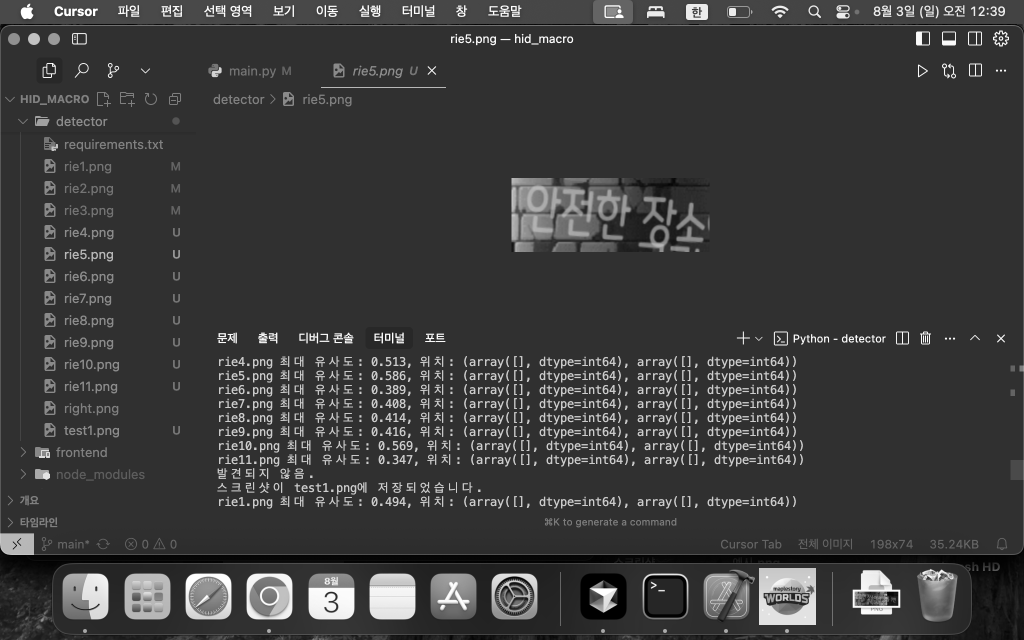 Cursor 파일 편집 선택 영역 보기 이동 실행 터미널 창 도움말 한 8월 3일 (일) 오전 12:39
rie5.png — hid_macro
main.py M rie5.png U
HID_MACRO
detector > rie5.png
detector
requirements.txt
rie1.png M
rie2.png M
rie3.png M
rie4.png U
rie5.png U
rie6.png U
rie7.png U
rie8.png U
rie9.png U
rie10.png U
rie11.png U
right.png
test1.png U
frontend
node_modules
개요
타임라인
안전한 장소
문제 출력 디버그 콘솔 터미널 포트 Python - detector
rie4.png 최대 유사도: 0.513, 위치: (array([], dtype=int64), array([], dtype=int64))
rie5.png 최대 유사도: 0.586, 위치: (array([], dtype=int64), array([], dtype=int64))
rie6.png 최대 유사도: 0.389, 위치: (array([], dtype=int64), array([], dtype=int64))
rie7.png 최대 유사도: 0.408, 위치: (array([], dtype=int64), array([], dtype=int64))
rie8.png 최대 유사도: 0.414, 위치: (array([], dtype=int64), array([], dtype=int64))
rie9.png 최대 유사도: 0.416, 위치: (array([], dtype=int64), array([], dtype=int64))
rie10.png 최대 유사도: 0.569, 위치: (array([], dtype=int64), array([], dtype=int64))
rie11.png 최대 유사도: 0.347, 위치: (array([], dtype=int64), array([], dtype=int64))
발견되지 않음.
스크린샷이 test1.png에 저장되었습니다.
rie1.png 최대 유사도: 0.494, 위치: (array([], dtype=int64), array([], dtype=int64))
⌘K to generate a command
main* 0 0 Cursor Tab 전체 이미지 198x74 35.24KB
sh HD
8월
3
maplestory
WORLDS